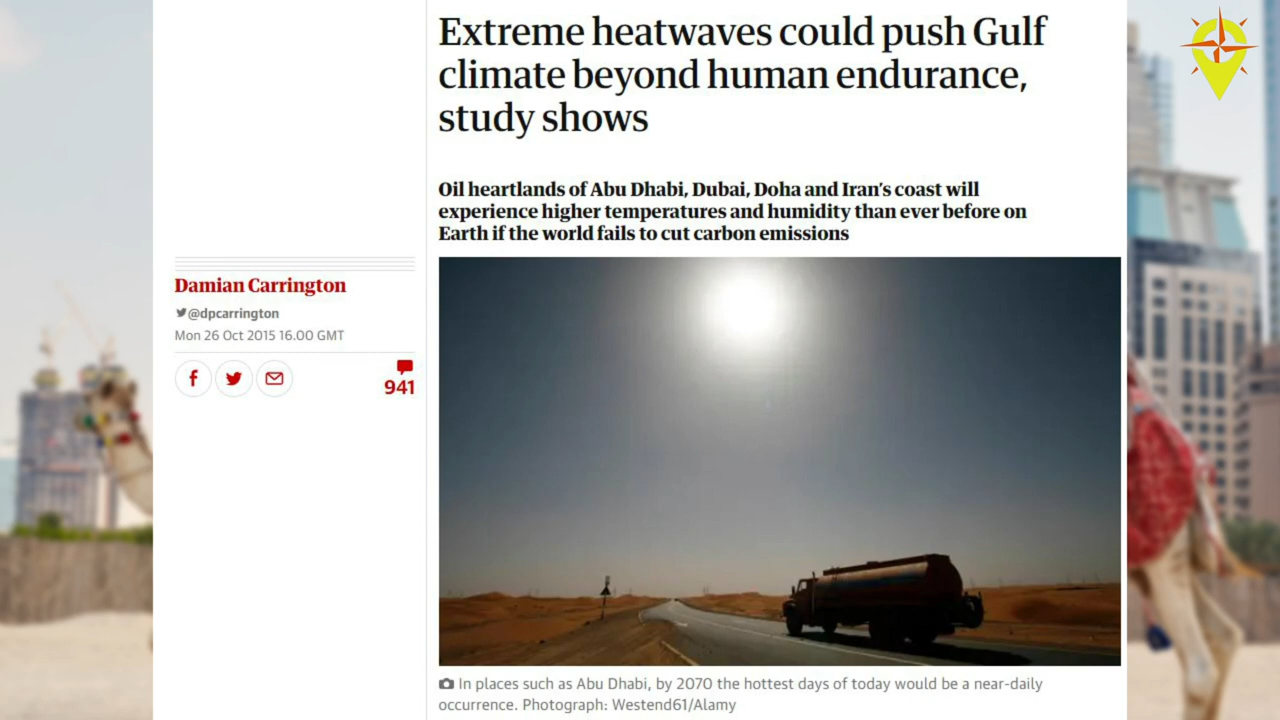 Extreme heatwaves could push Gulf
climate beyond human endurance,
study shows
Oil heartlands of Abu Dhabi, Dubai, Doha and Iran's coast will
experience higher temperatures and humidity than ever before on
Earth if the world fails to cut carbon emissions
Damian Carrington
@dpcarrington
Mon 26 Oct 2015 16.00 GMT
941
In places such as Abu Dhabi, by 2070 the hottest days of today would be a near-daily
occurrence. Photograph: Westend61/Alamy